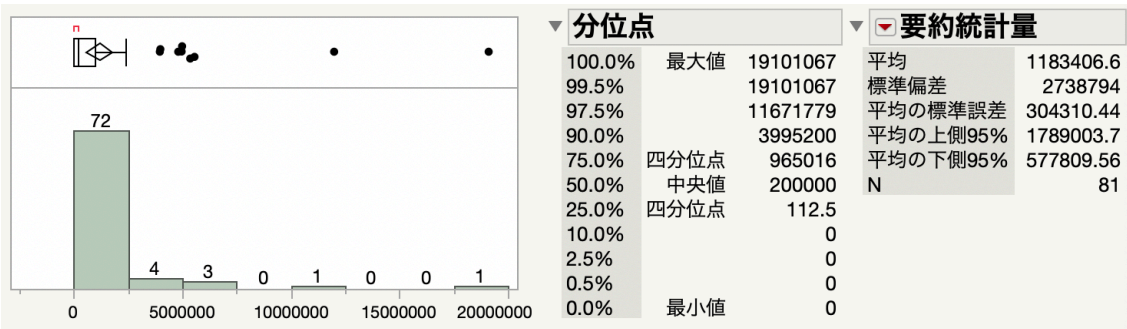 72
4
3
0
1
0
0
1
0
5000000
10000000
15000000
20000000
分位点
100.0% 最大値 19101067
99.5% 19101067
97.5% 11671779
90.0% 3995200
75.0% 四分位点 965016
50.0% 中央値 200000
25.0% 四分位点 112.5
10.0% 0
2.5% 0
0.5% 0
0.0% 最小値 0
要約統計量
平均 1183406.6
標準偏差 2738794
平均の標準誤差 304310.44
平均の上側95% 1789003.7
平均の下側95% 577809.56
N 81